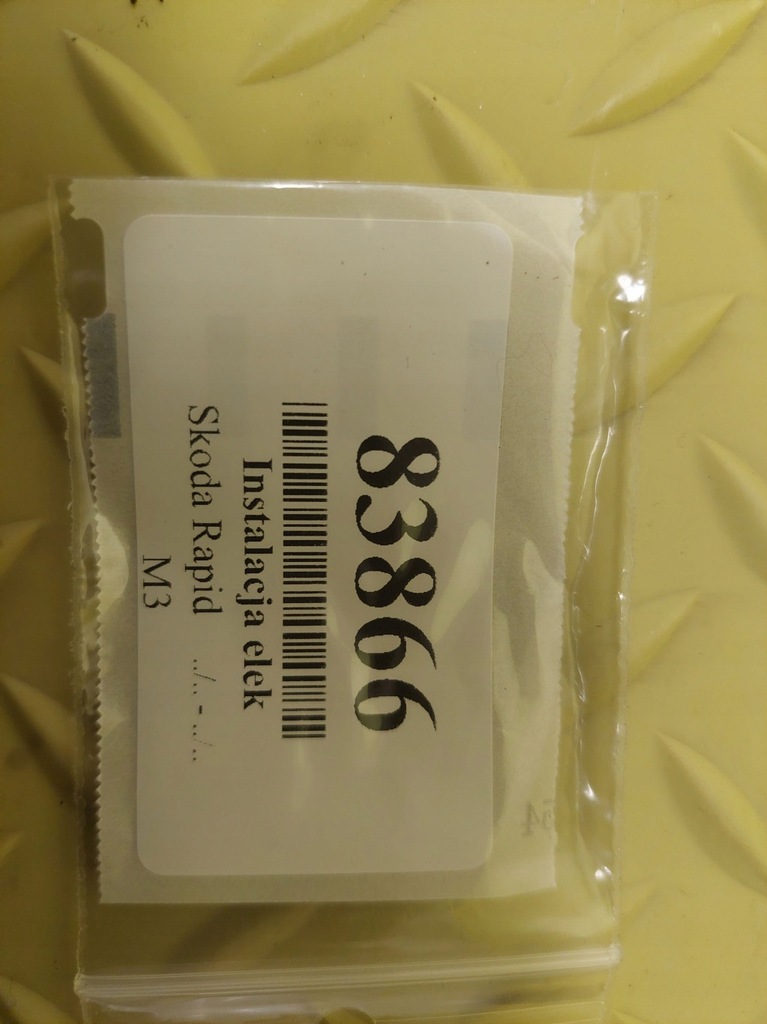 83866
Instalacja elek
Skoda Rapid ../.. - ../..
M3